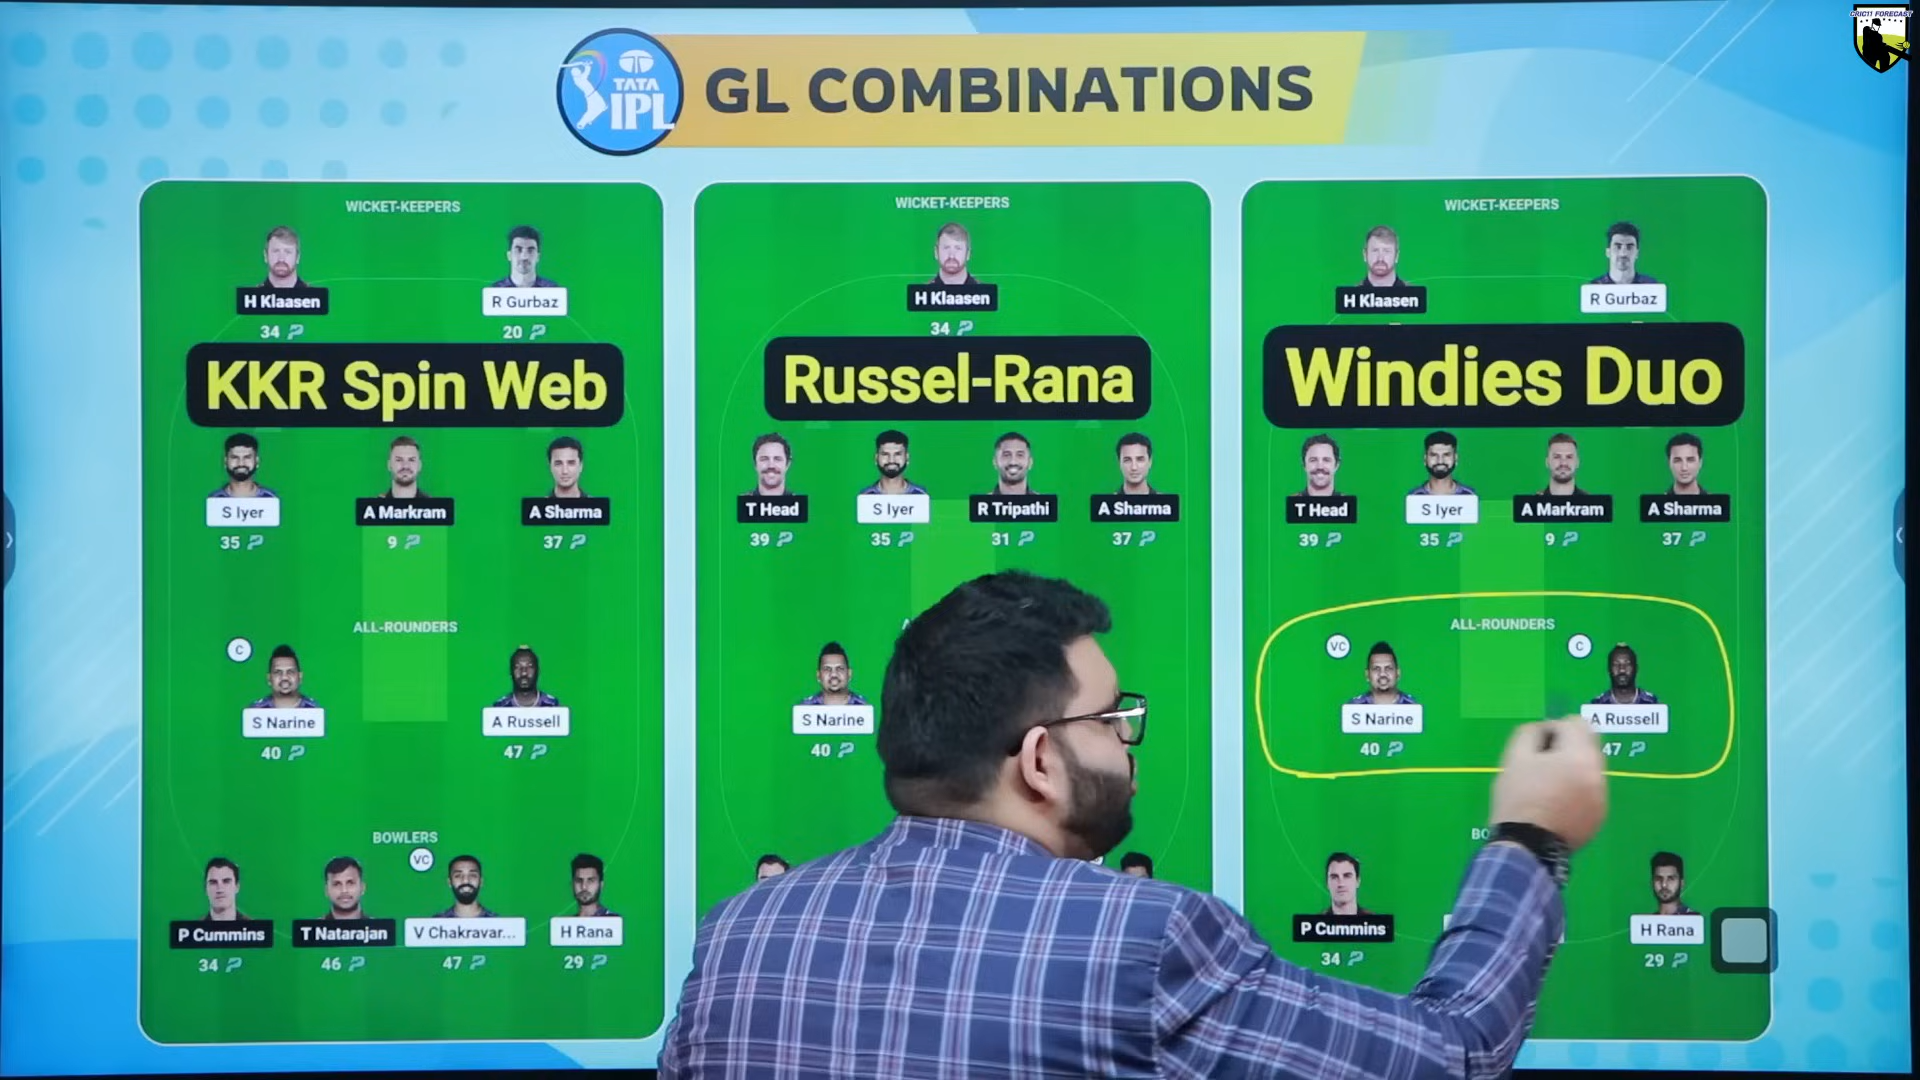 CRIC11 FORECAST
TATA
IPL
GL COMBINATIONS
WICKET-KEEPERS
H Klaasen
34
R Gurbaz
20
KKR Spin Web
S Iyer
35
A Markram
9
A Sharma
37
ALL-ROUNDERS
C
S Narine
40
A Russell
47
BOWLERS
VC
P Cummins
34
T Natarajan
46
V Chakravar...
47
H Rana
29
WICKET-KEEPERS
H Klaasen
34
Russel-Rana
T Head
39
S Iyer
35
R Tripathi
31
A Sharma
37
S Narine
40
WICKET-KEEPERS
H Klaasen
R Gurbaz
Windies Duo
T Head
39
S Iyer
35
A Markram
9
A Sharma
37
ALL-ROUNDERS
VC
S Narine
40
C
A Russell
47
P Cummins
34
H Rana
29